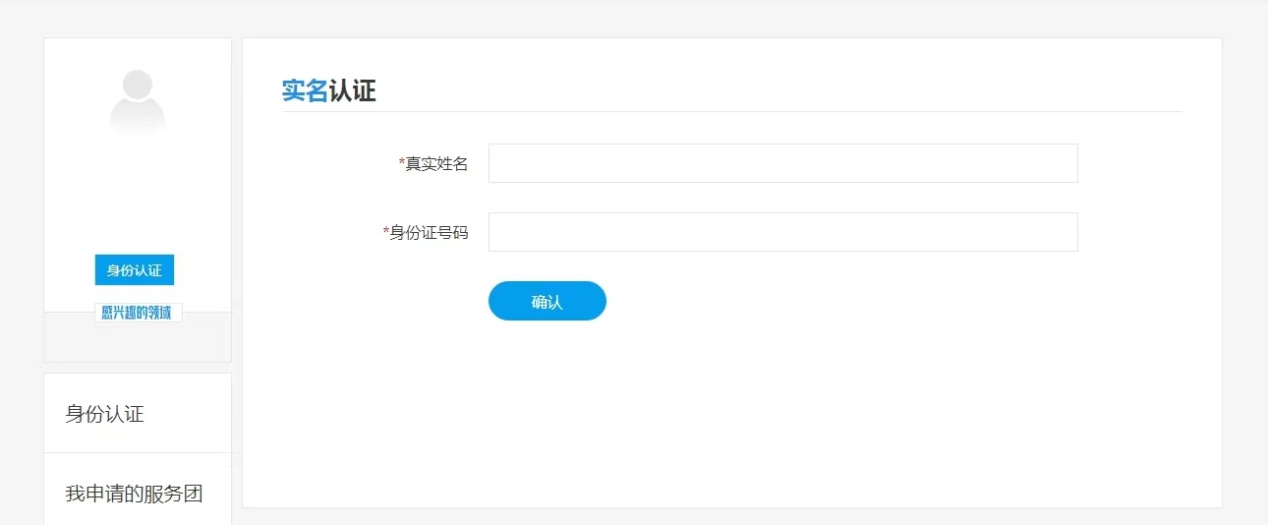 实名认证
*真实姓名
*身份证号码
确认
身份认证
感兴趣的领域
身份认证
我申请的服务团